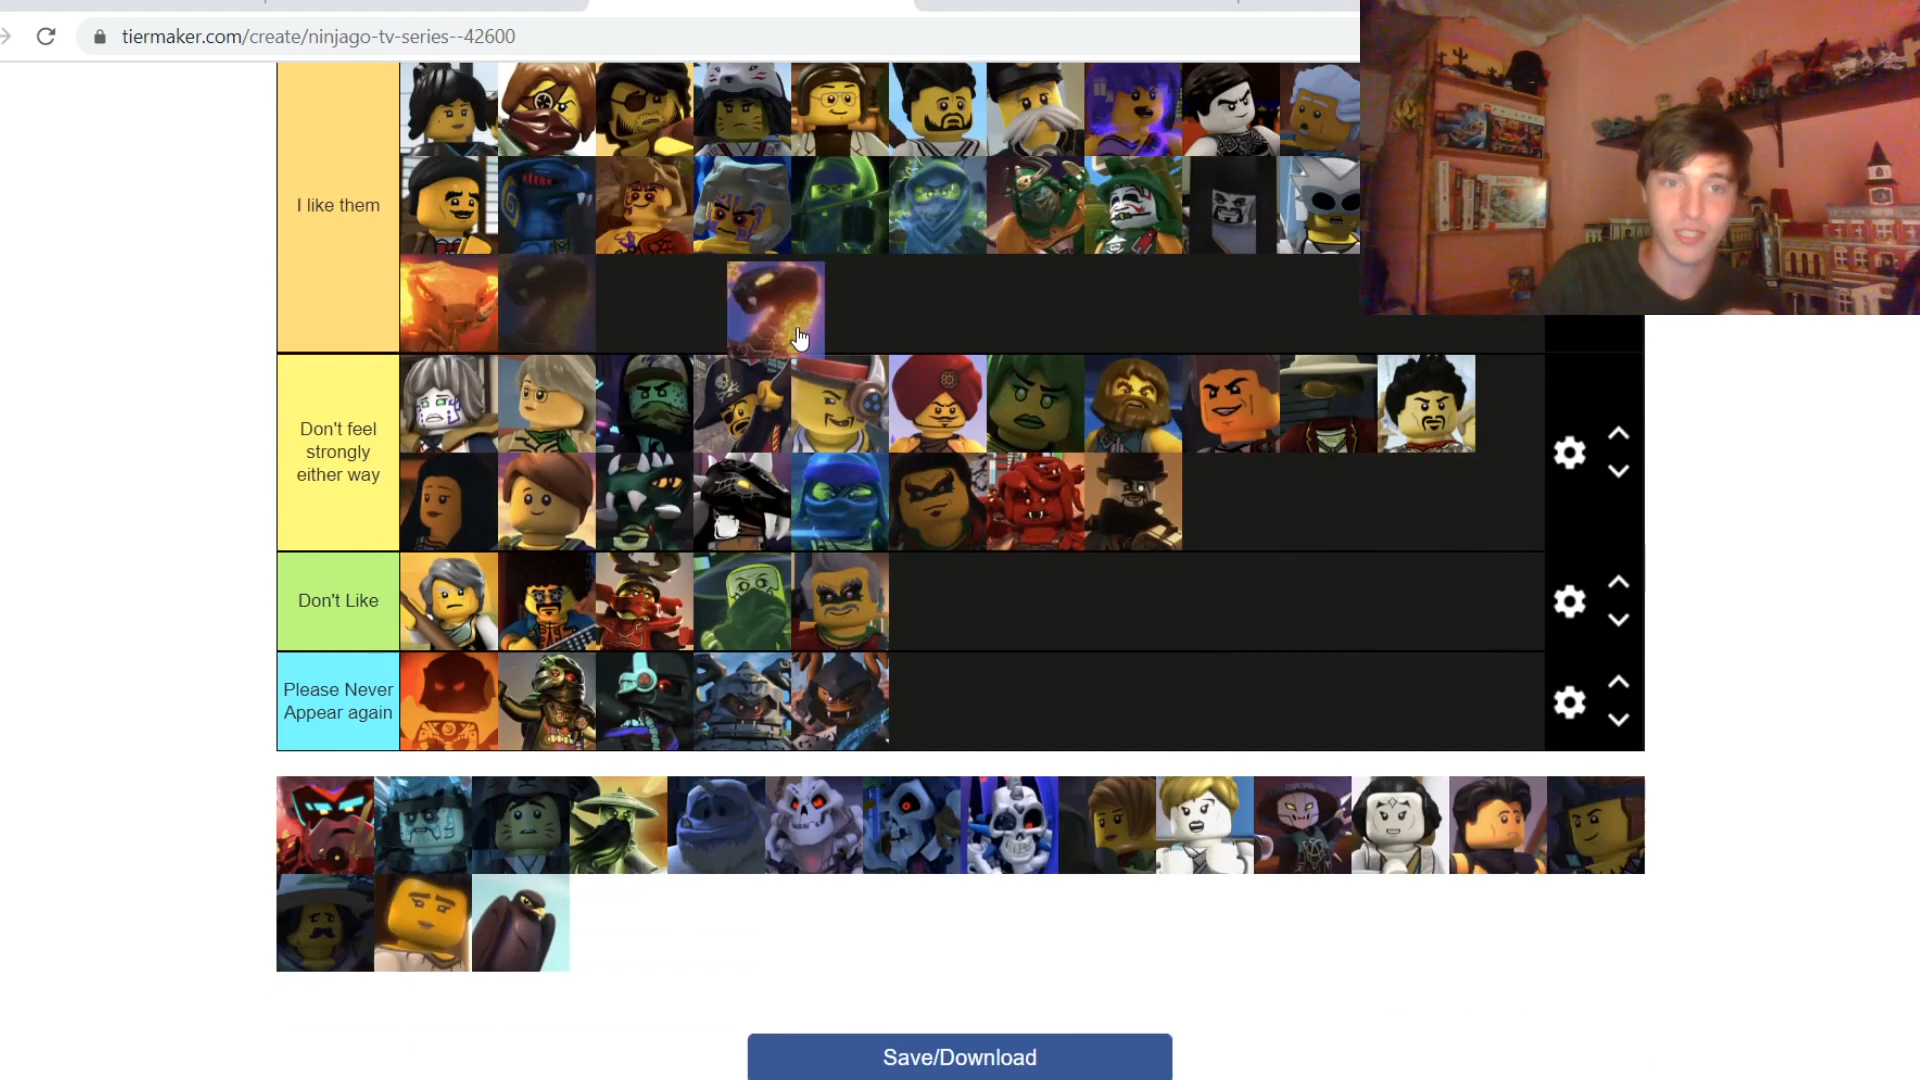 tiermaker.com/create/ninjago-tv-series--42600
I like them
Don't feel
strongly
either way
Don't Like
Please Never
Appear again
Save/Download